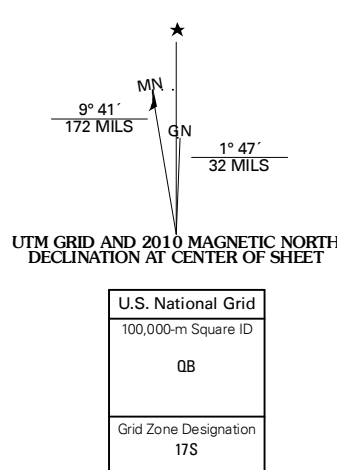 ★
MN
9° 41´
172 MILS
GN
1° 47´
32 MILS
UTM GRID AND 2010 MAGNETIC NORTH
DECLINATION AT CENTER OF SHEET
U.S. National Grid
100,000-m Square ID
QB
Grid Zone Designation
17S